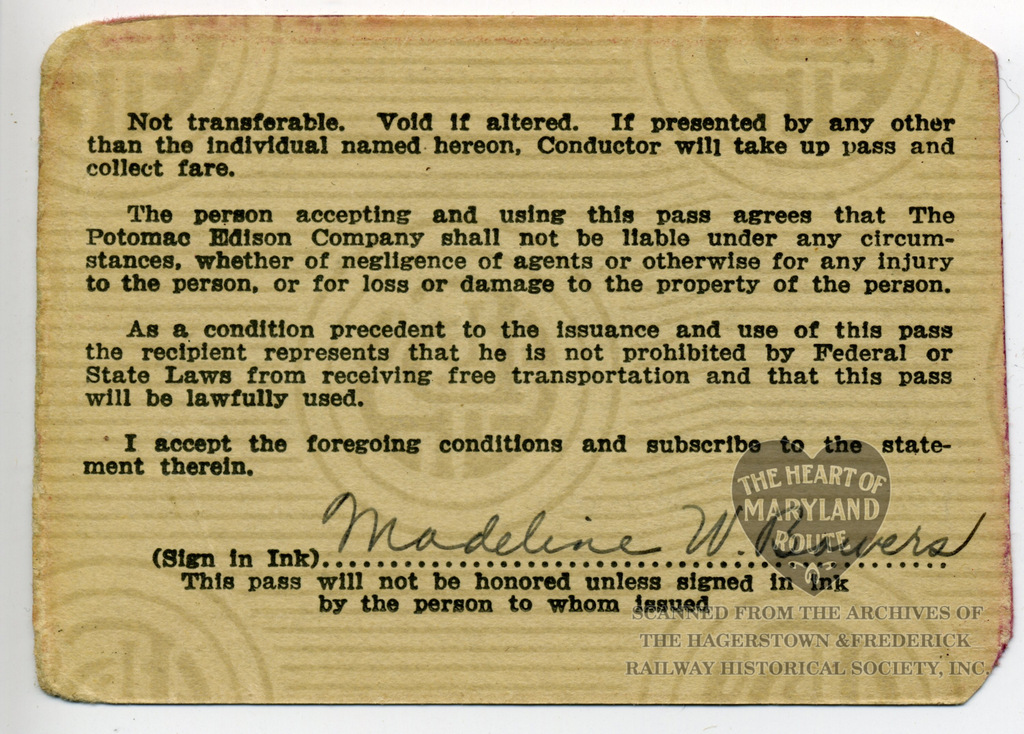 Not transferable. Void if altered. If presented by any other
than the individual named hereon, Conductor will take up pass and
collect fare.
The person accepting and using this pass agrees that The
Potomac Edison Company shall not be liable under any circum-
stances, whether of negligence of agents or otherwise for any injury
to the person, or for loss or damage to the property of the person.
As a condition precedent to the issuance and use of this pass
the recipient represents that he is not prohibited by Federal or
State Laws from receiving free transportation and that this pass
will be lawfully used.
I accept the foregoing conditions and subscribe to the state-
ment therein.
THE HEART OF
MARYLAND
ROUTE
(Sign in Ink) Madeline W. Bowers
This pass will not be honored unless signed in ink
by the person to whom issued
SCANNED FROM THE ARCHIVES OF
THE HAGERSTOWN & FREDERICK
RAILWAY HISTORICAL SOCIETY, INC.